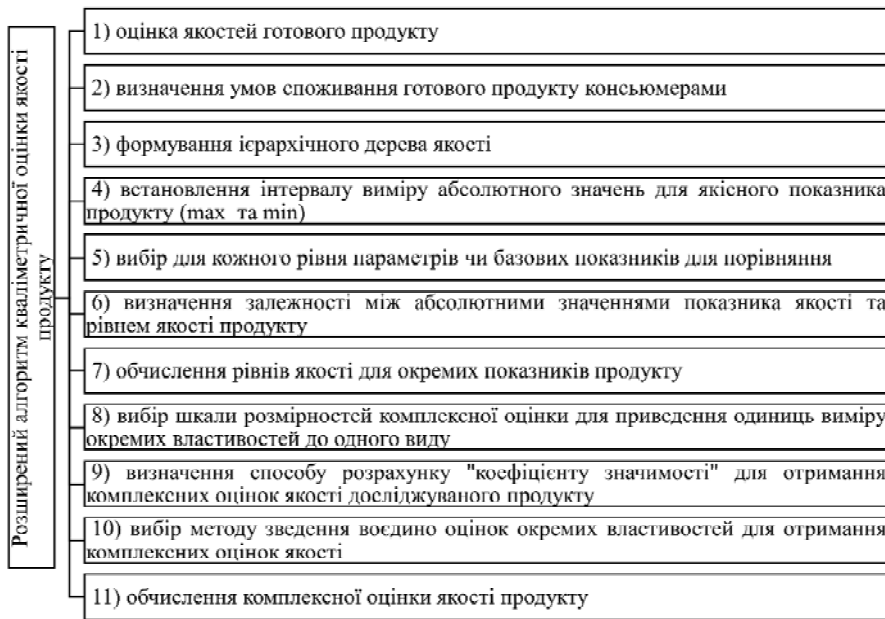 Розширений алгоритм кваліметричної оцінки якості
продукту
1) оцінка якостей готового продукту
2) визначення умов споживання готового продукту консьюмерами
3) формування ієрархічного дерева якості
4) встановлення інтервалу виміру абсолютного значень для якісного показника
продукту (max та min)
5) вибір для кожного рівня параметрів чи базових показників для порівняння
6) визначення залежності між абсолютними значеннями показника якості та
рівнем якості продукту
7) обчислення рівнів якості для окремих показників продукту
8) вибір шкали розмірностей комплексної оцінки для приведення одиниць виміру
окремих властивостей до одного виду
9) визначення способу розрахунку "коефіцієнту значимості" для отримання
комплексних оцінок якості досліджуваного продукту
10) вибір методу зведення воєдино оцінок окремих властивостей для отримання
комплексних оцінок якості
11) обчислення комплексної оцінки якості продукту